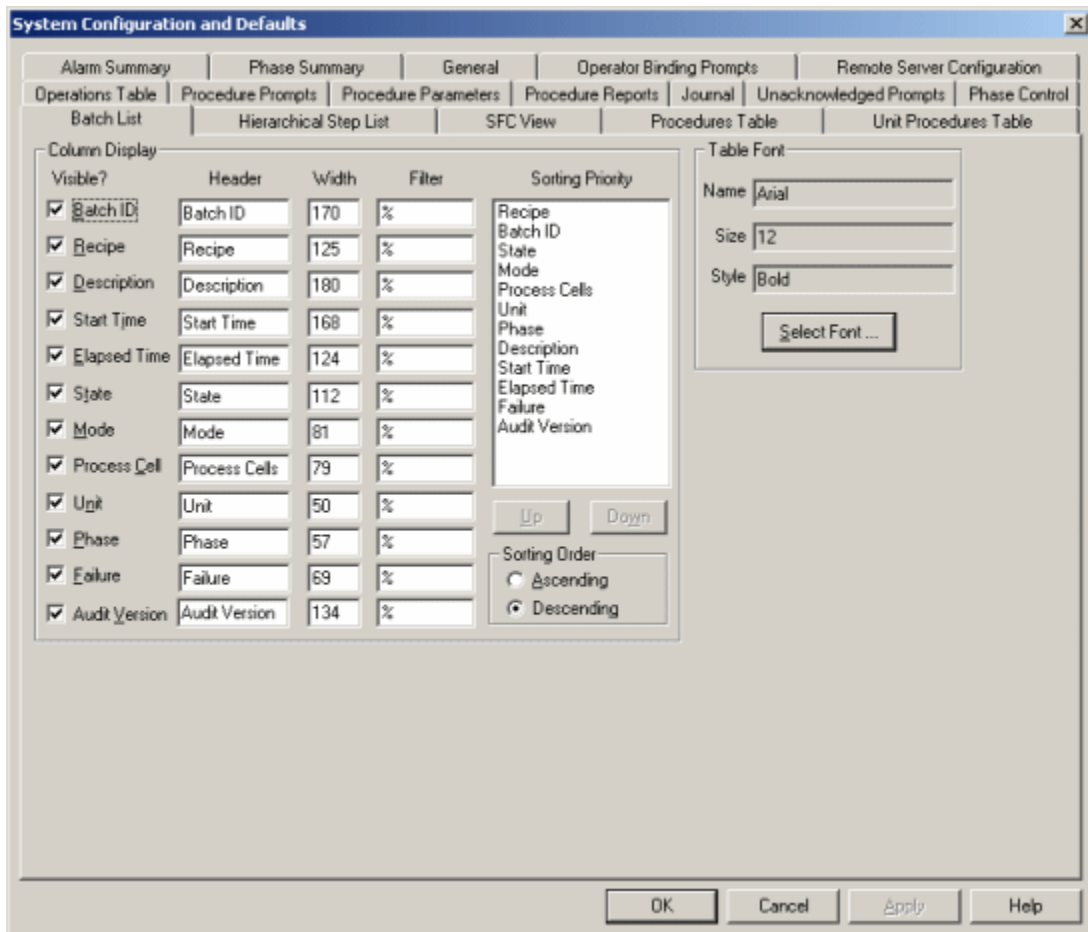 System Configuration and Defaults
Alarm Summary Phase Summary General Operator Binding Prompts Remote Server Configuration
Operations Table Procedure Prompts Procedure Parameters Procedure Reports Journal Unacknowledged Prompts Phase Control
Batch List Hierarchical Step List SFC View Procedures Table Unit Procedures Table
Column Display
Visible? Header Width Filter
Batch ID Batch ID 170 %
Recipe Recipe 125 %
Description Description 180 %
Start Time Start Time 168 %
Elapsed Time Elapsed Time 124 %
State State 112 %
Mode Mode 81 %
Process Cell Process Cells 79 %
Unit Unit 50 %
Phase Phase 57 %
Failure Failure 69 %
Audit Version Audit Version 134 %
Sorting Priority
Recipe
Batch ID
State
Mode
Process Cells
Unit
Phase
Description
Start Time
Elapsed Time
Failure
Audit Version
Up Down
Sorting Order
Ascending
Descending
Table Font
Name Arial
Size 12
Style Bold
Select Font ...
OK Cancel Apply Help